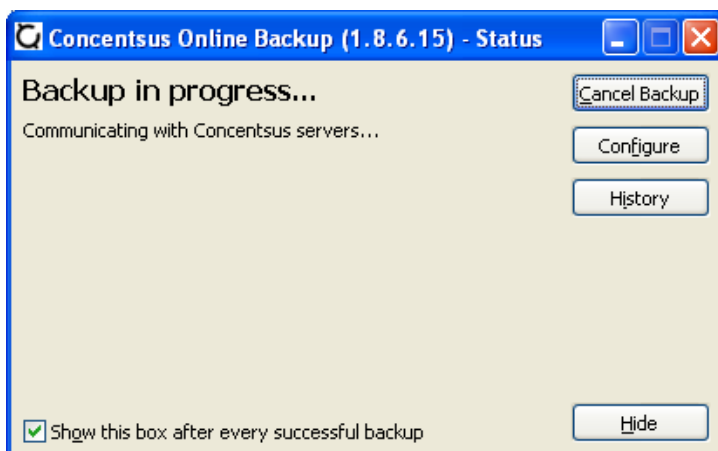 Concentsus Online Backup (1.8.6.15) - Status
Backup in progress...
Communicating with Concentsus servers...
Cancel Backup
Configure
History
Show this box after every successful backup
Hide